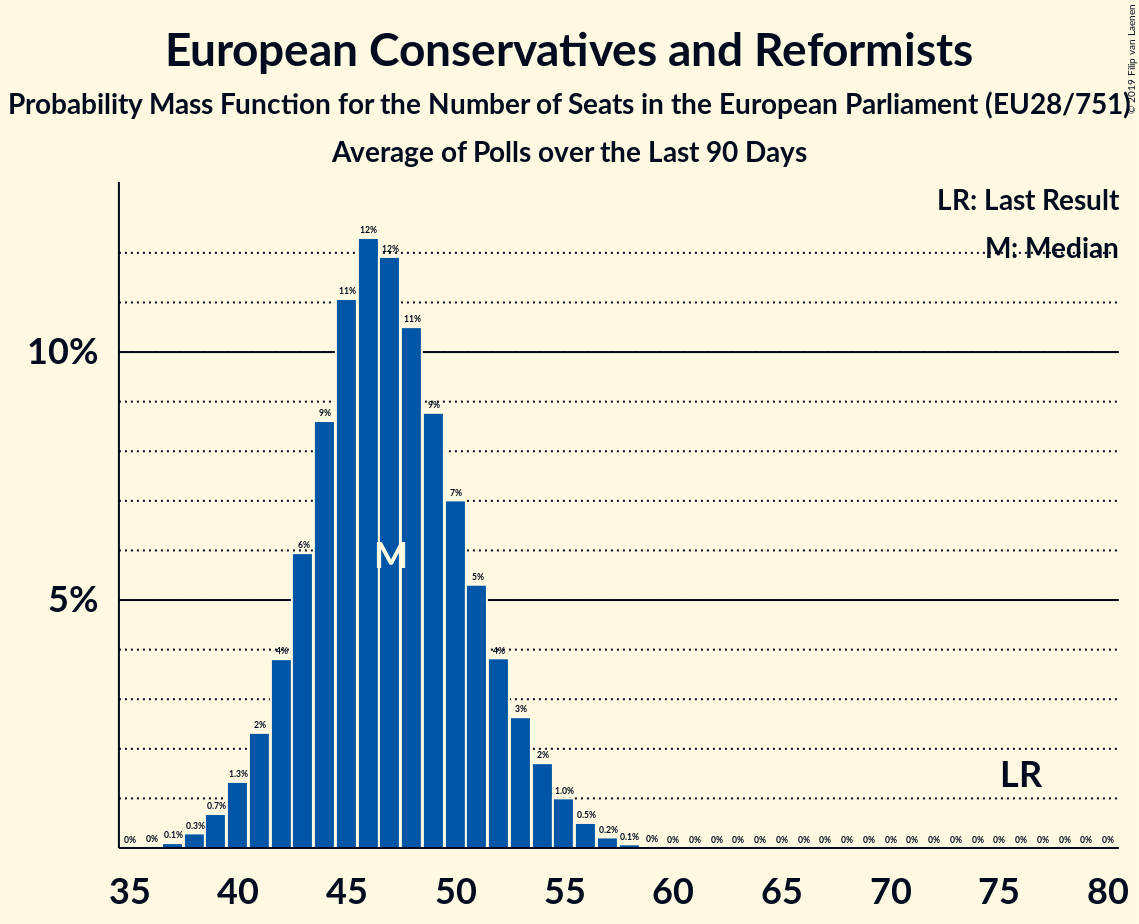 European Conservatives and Reformists
Probability Mass Function for the Number of Seats in the European Parliament (EU28/751)
Average of Polls over the Last 90 Days
© 2019 Filip van Laenen
LR: Last Result
M: Median
12%
12%
11%
11%
10%
9%
9%
7%
6%
M
5%
5%
4%
4%
3%
2%
2%
LR
1.3%
1.0%
0.7%
0.5%
0% 0% 0.1% 0.3% 0.2% 0.1% 0% 0% 0% 0% 0% 0% 0% 0% 0% 0% 0% 0% 0% 0% 0% 0% 0% 0% 0% 0% 0% 0%
35 40 45 50 55 60 65 70 75 80